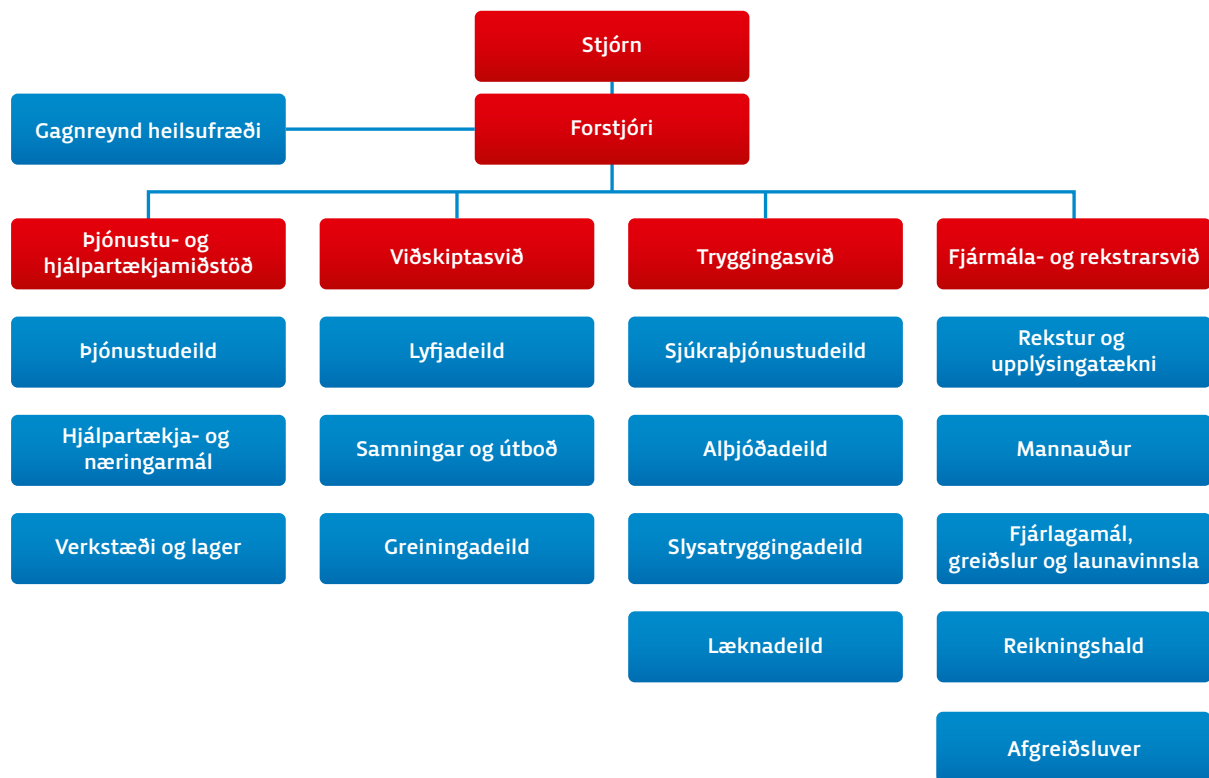 Stjórn
Gagnreynd heilsufræði
Forstjóri
Þjónustu- og
hjálpartækjamiðstöð
Viðskiptasvið
Tryggingasvið
Fjármála- og rekstrarsvið
Þjónustudeild
Lyfjadeild
Sjúkraþjónustudeild
Rekstur og
upplýsingatækni
Hjálpartækja- og
næringarmál
Samningar og útboð
Alþjóðadeild
Mannauður
Verkstæði og lager
Greiningadeild
Slysatryggingadeild
Fjárlagamál,
greiðslur og launavinnsla
Læknadeild
Reikningshald
Afgreiðsluver